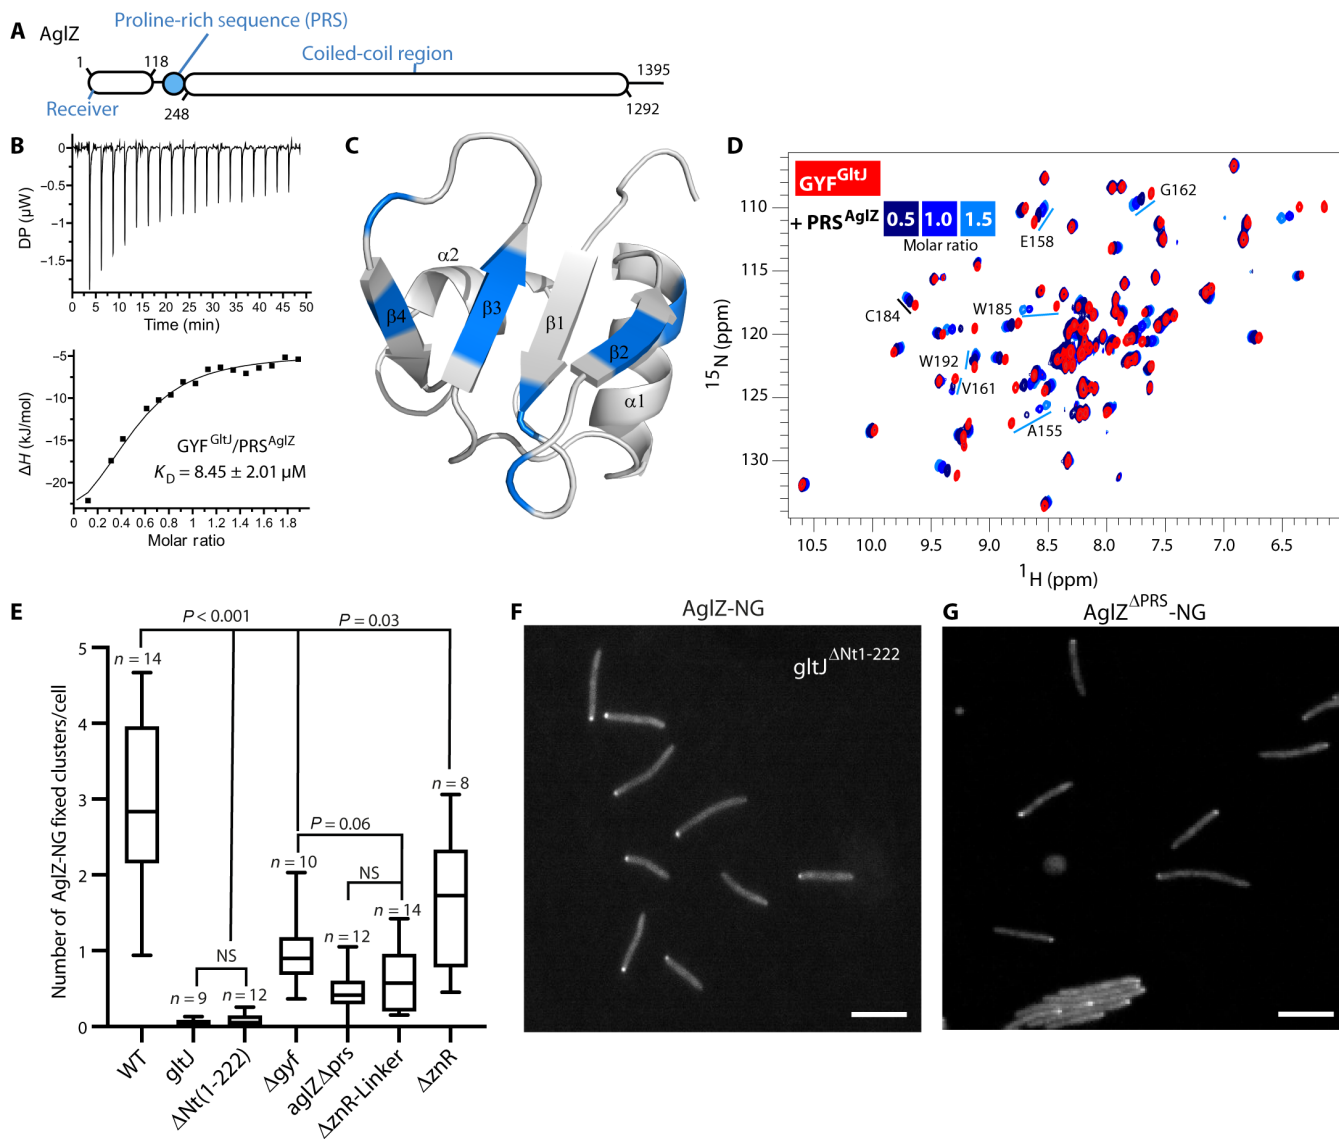 A
AglZ
Proline-rich sequence (PRS)
Coiled-coil region
1
118
1395
Receiver
248
1292
B
0
−0.5
−1
−1.5
DP (µW)
0 5 10 15 20 25 30 35 40 45 50
Time (min)
−5
−10
−15
−20
ΔH (kJ/mol)
GYF^GltJ/PRS^AglZ
K_D = 8.45 ± 2.01 µM
0 0.2 0.4 0.6 0.8 1 1.2 1.4 1.6 1.8
Molar ratio
C
α2
β4
β3
β1
β2
α1
D
GYF^GltJ
+ PRS^AglZ 0.5 1.0 1.5
Molar ratio
G162
E158
C184
W185
W192
V161
A155
110
115
120
125
130
15N (ppm)
10.5 10.0 9.5 9.0 8.5 8.0 7.5 7.0 6.5
1H (ppm)
E
P < 0.001
P = 0.03
5
4
3
2
1
0
Number of AglZ-NG fixed clusters/cell
n = 14
n = 8
P = 0.06
n = 10
NS
n = 14
n = 12
NS
n = 9
n = 12
WT
gltJ
ΔNt(1-222)
Δgyf
aglZΔprs
ΔznR-Linker
ΔznR
F
AglZ-NG
gltJ^ΔNt1-222
G
AglZ^ΔPRS-NG